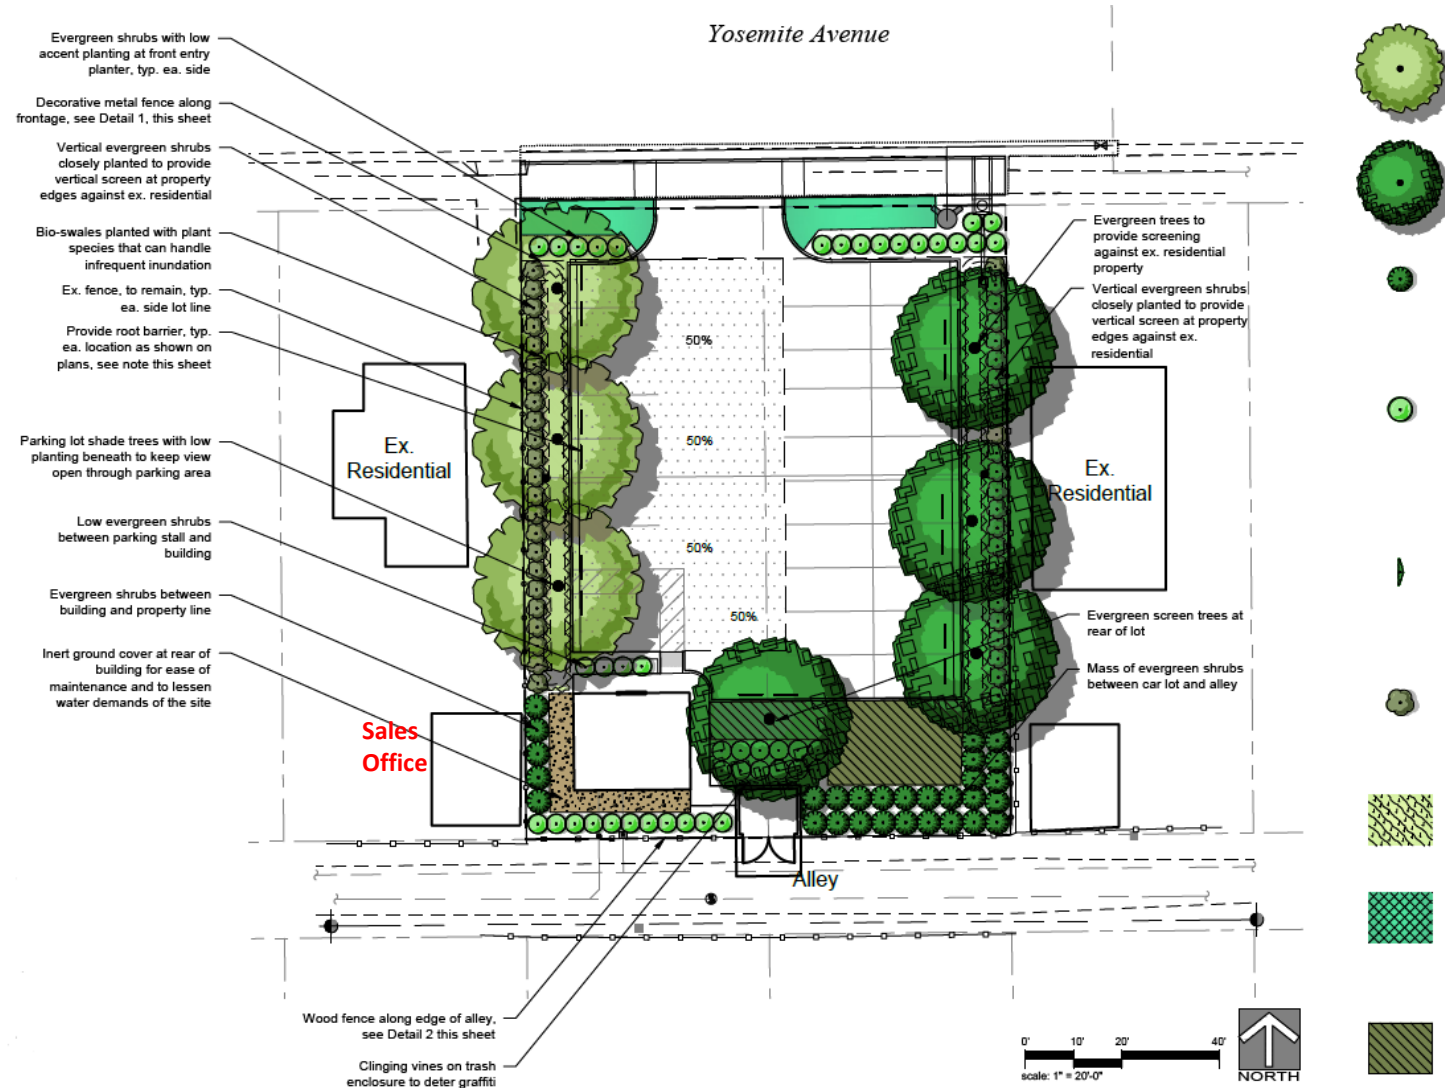 Yosemite Avenue
Evergreen shrubs with low
accent planting at front entry
planter, typ. ea. side
Decorative metal fence along
frontage, see Detail 1, this sheet
Vertical evergreen shrubs
closely planted to provide
vertical screen at property
edges against ex. residential
Bio-swales planted with plant
species that can handle
infrequent inundation
Ex. fence, to remain, typ.
ea. side lot line
Provide root barrier, typ.
ea. location as shown on
plans, see note this sheet
Parking lot shade trees with low
planting beneath to keep view
open through parking area
Low evergreen shrubs
between parking stall and
building
Evergreen shrubs between
building and property line
Inert ground cover at rear of
building for ease of
maintenance and to lessen
water demands of the site
Ex.
Residential
50%
50%
50%
50%
Sales
Office
Evergreen trees to
provide screening
against ex. residential
property
Vertical evergreen shrubs
closely planted to provide
vertical screen at property
edges against ex.
residential
Ex.
Residential
Evergreen screen trees at
rear of lot
Mass of evergreen shrubs
between car lot and alley
Alley
Wood fence along edge of alley,
see Detail 2 this sheet
Clinging vines on trash
enclosure to deter graffiti
0' 10' 20' 40'
scale: 1" = 20'-0"
NORTH